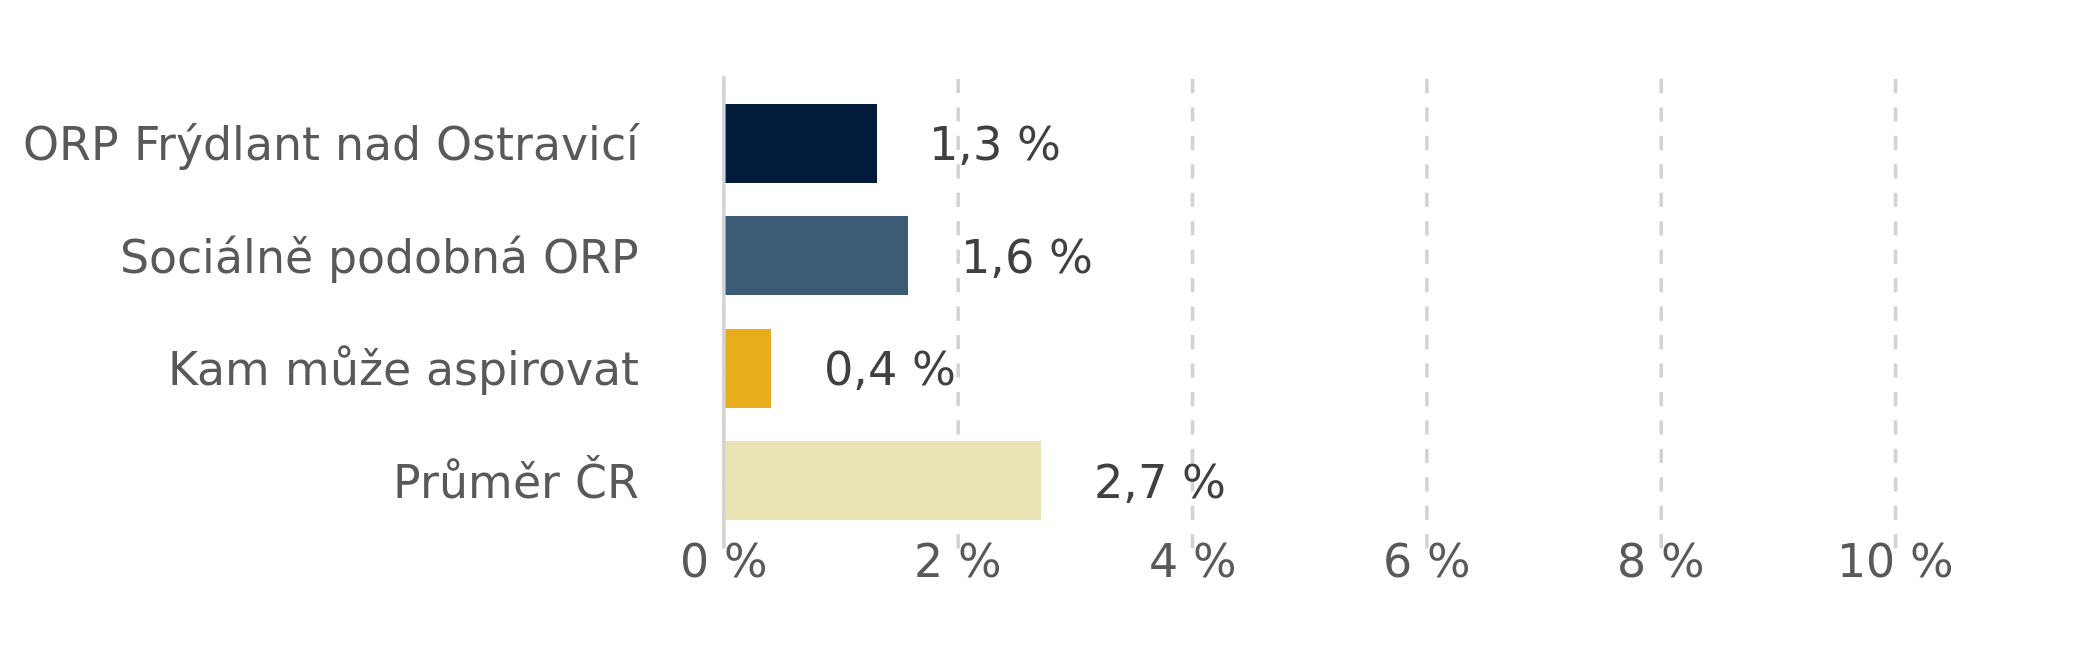 ORP Frýdlant nad Ostravicí 1,3 %
Sociálně podobná ORP 1,6 %
Kam může aspirovat 0,4 %
Průměr ČR 2,7 %
0 % 2 % 4 % 6 % 8 % 10 %